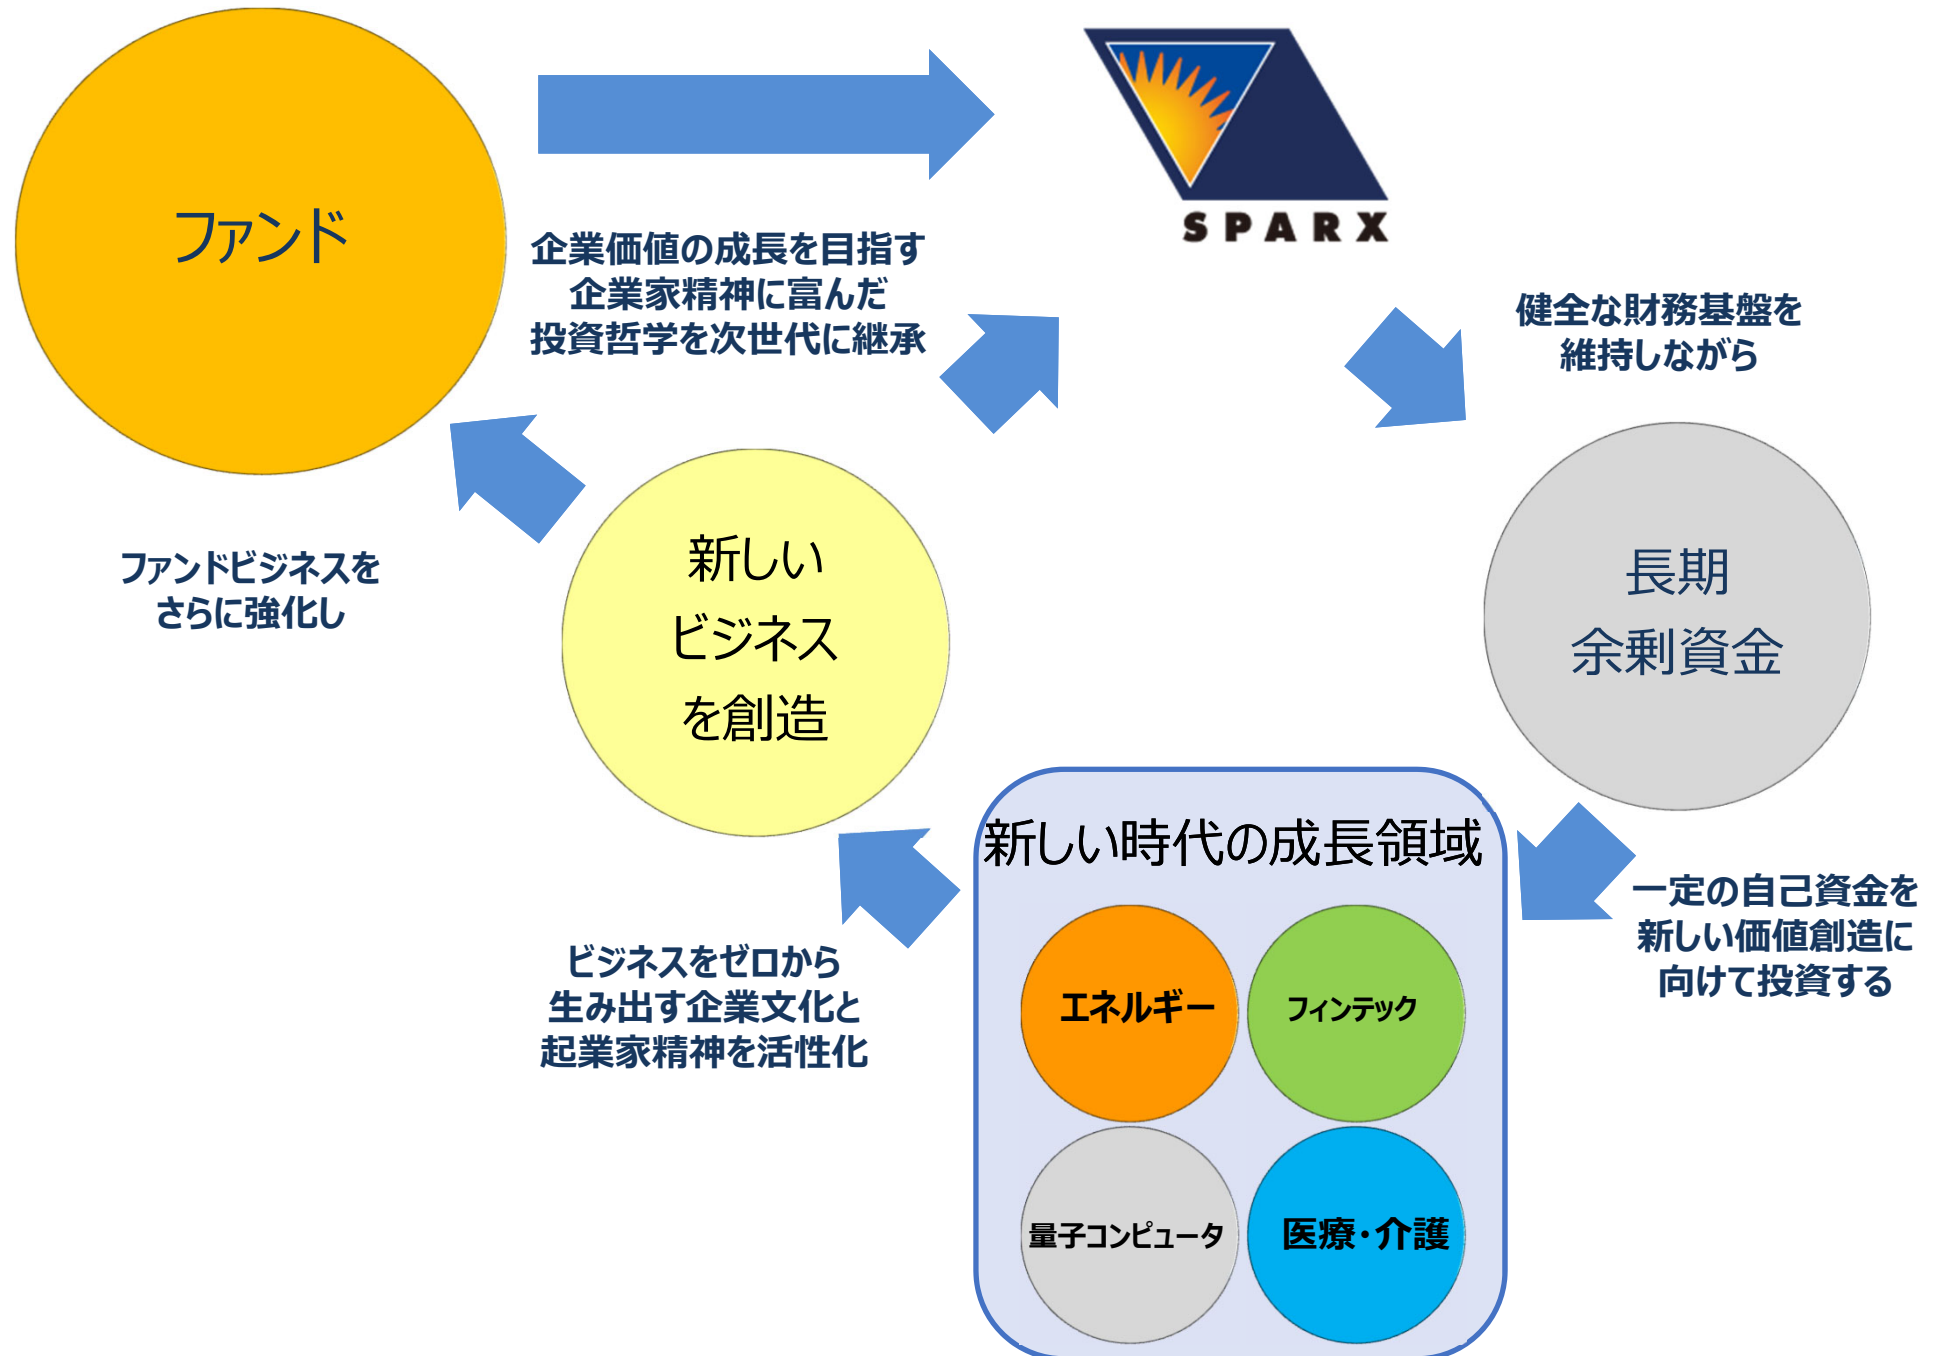 ファンド
SPARX
企業価値の成長を目指す
企業家精神に富んだ
投資哲学を次世代に継承
健全な財務基盤を
維持しながら
ファンドビジネスを
さらに強化し
新しい
ビジネス
を創造
長期
余剰資金
新しい時代の成長領域
一定の自己資金を
新しい価値創造に
向けて投資する
ビジネスをゼロから
生み出す企業文化と
起業家精神を活性化
エネルギー
フィンテック
量子コンピュータ
医療・介護